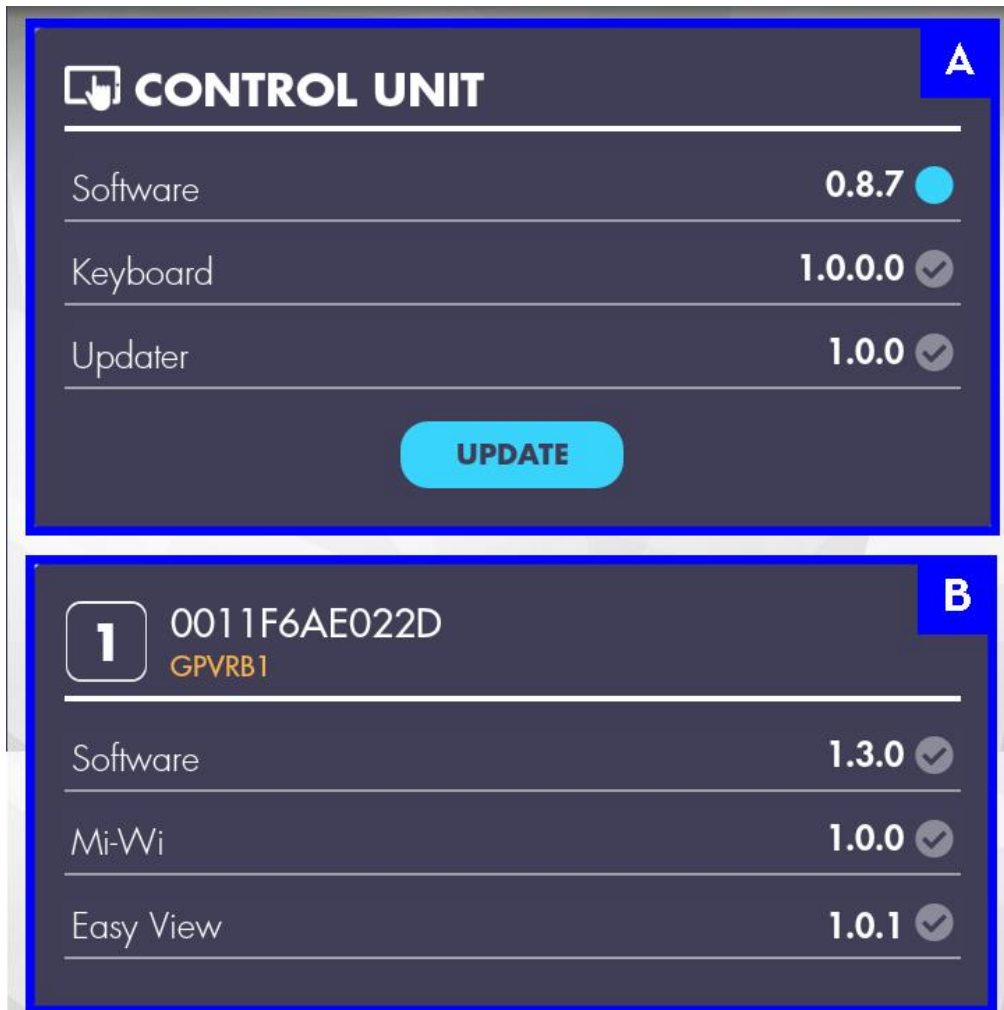 A
CONTROL UNIT
Software 0.8.7
Keyboard 1.0.0.0
Updater 1.0.0
UPDATE
B
1 0011F6AE022D
GPVRB1
Software 1.3.0
Mi-Wi 1.0.0
Easy View 1.0.1